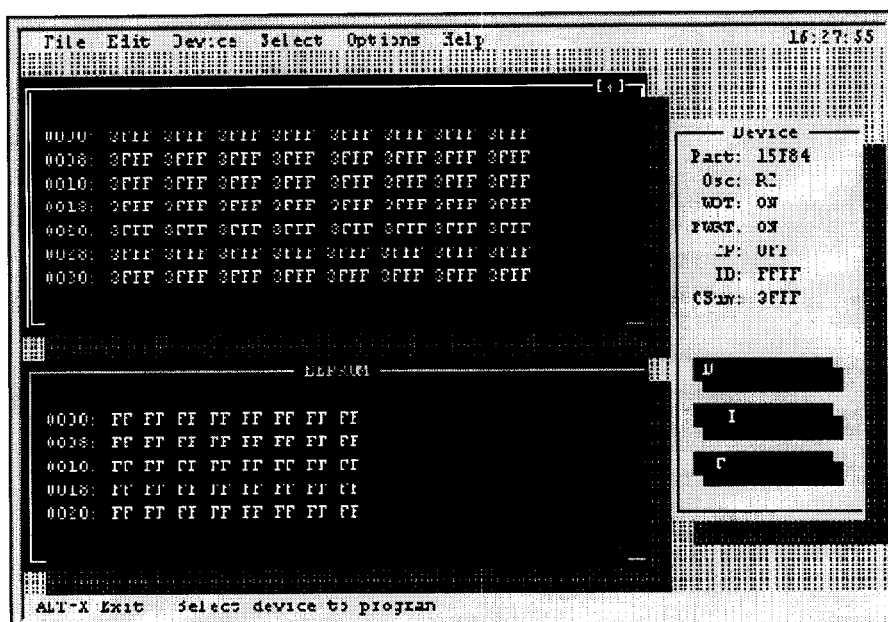 File Edit Device Select Options Help 16:27:55
0000: 3FFF 3FFF 3FFF 3FFF 3FFF 3FFF 3FFF 3FFF
0008: 3FFF 3FFF 3FFF 3FFF 3FFF 3FFF 3FFF 3FFF
0010: 3FFF 3FFF 3FFF 3FFF 3FFF 3FFF 3FFF 3FFF
0018: 3FFF 3FFF 3FFF 3FFF 3FFF 3FFF 3FFF 3FFF
0020: 3FFF 3FFF 3FFF 3FFF 3FFF 3FFF 3FFF 3FFF
0028: 3FFF 3FFF 3FFF 3FFF 3FFF 3FFF 3FFF 3FFF
0030: 3FFF 3FFF 3FFF 3FFF 3FFF 3FFF 3FFF 3FFF
EEPROM
0000: FF FF FF FF FF FF FF FF
0008: FF FF FF FF FF FF FF FF
0010: FF FF FF FF FF FF FF FF
0018: FF FF FF FF FF FF FF FF
0020: FF FF FF FF FF FF FF FF
Device
Part:
Osc: RC
WDT: ON
PWRT: ON
CP: OFF
ID: FFFF
CSum: 3FFF
ALT-X Exit Select device to program